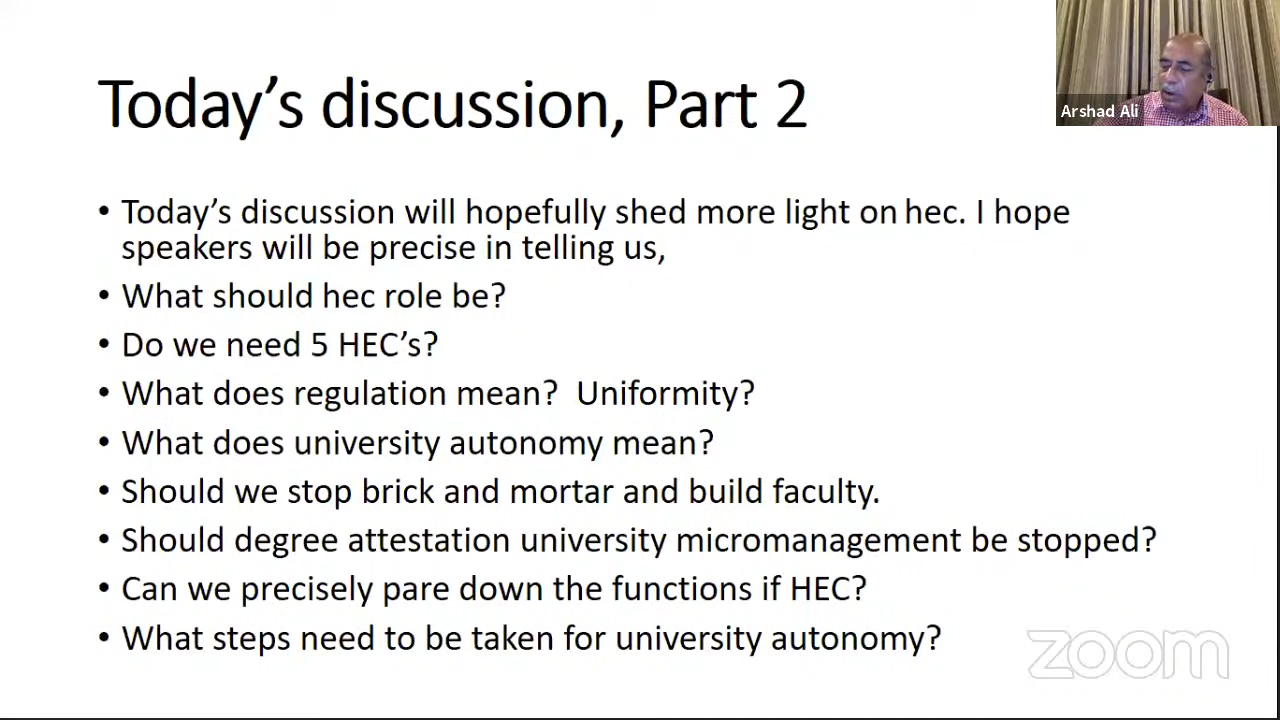 Today's discussion, Part 2
Arshad Ali
• Today's discussion will hopefully shed more light on hec. I hope
speakers will be precise in telling us,
• What should hec role be?
• Do we need 5 HEC's?
• What does regulation mean?  Uniformity?
• What does university autonomy mean?
• Should we stop brick and mortar and build faculty.
• Should degree attestation university micromanagement be stopped?
• Can we precisely pare down the functions if HEC?
• What steps need to be taken for university autonomy?
zoom